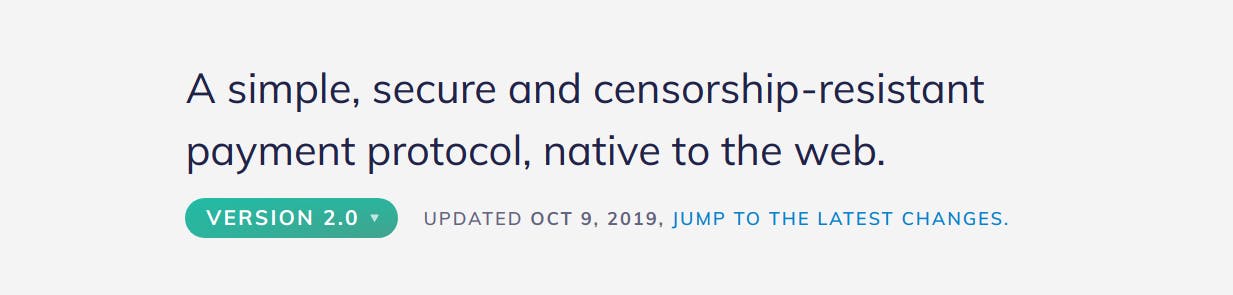 A simple, secure and censorship-resistant
payment protocol, native to the web.
VERSION 2.0 ▼ UPDATED OCT 9, 2019, JUMP TO THE LATEST CHANGES.